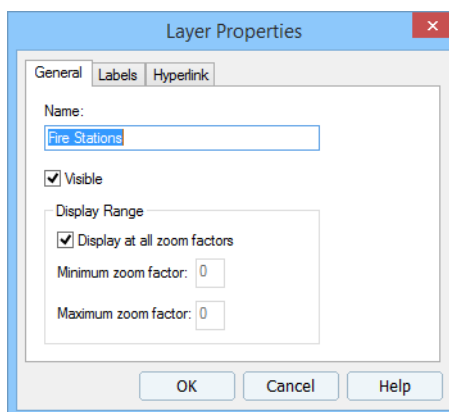 Layer Properties
General Labels Hyperlink
Name:
Fire Stations
Visible
Display Range
Display at all zoom factors
Minimum zoom factor: 0
Maximum zoom factor: 0
OK Cancel Help